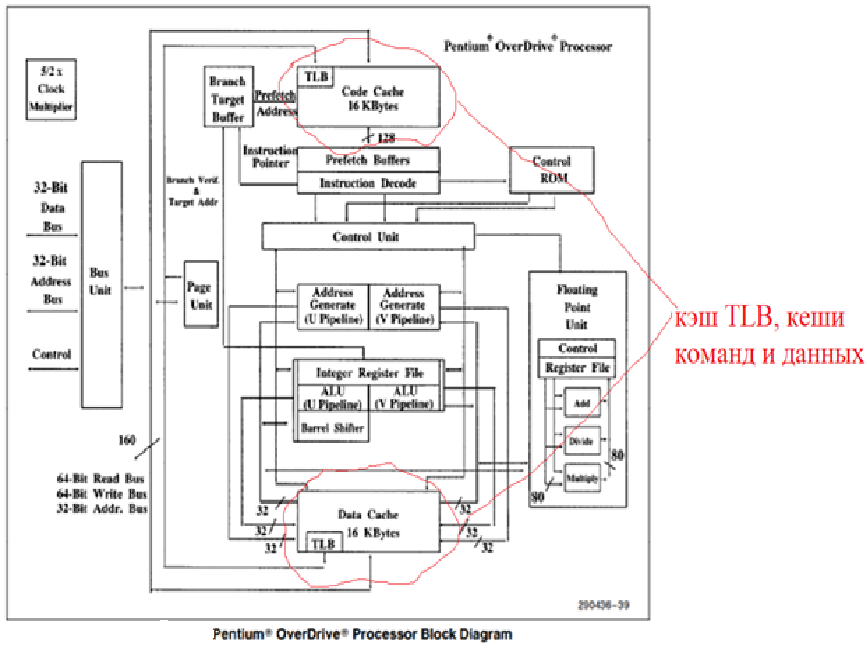 Pentium® OverDrive® Processor
5/2 x
Clock
Multiplier
Branch
Target
Buffer
Prefetch
Address
TLB
Code Cache
16 KBytes
128
Instruction
Pointer
Prefetch Buffers
Instruction Decode
Control
ROM
Branch Verif.
&
Target Addr
Control Unit
32-Bit
Data
Bus
32-Bit
Address
Bus
Control
Bus
Unit
Page
Unit
Address
Generate
(U Pipeline)
Address
Generate
(V Pipeline)
Integer Register File
ALU
(U Pipeline)
ALU
(V Pipeline)
Barrel Shifter
Floating
Point
Unit
Control
Register File
Add
Divide
Multiply
80
80
кэш TLB, кеши
команд и данных
160
64-Bit Read Bus
64-Bit Write Bus
32-Bit Addr. Bus
32
32
32
Data Cache
16 KBytes
TLB
32
32
32
290436-39
Pentium® OverDrive® Processor Block Diagram